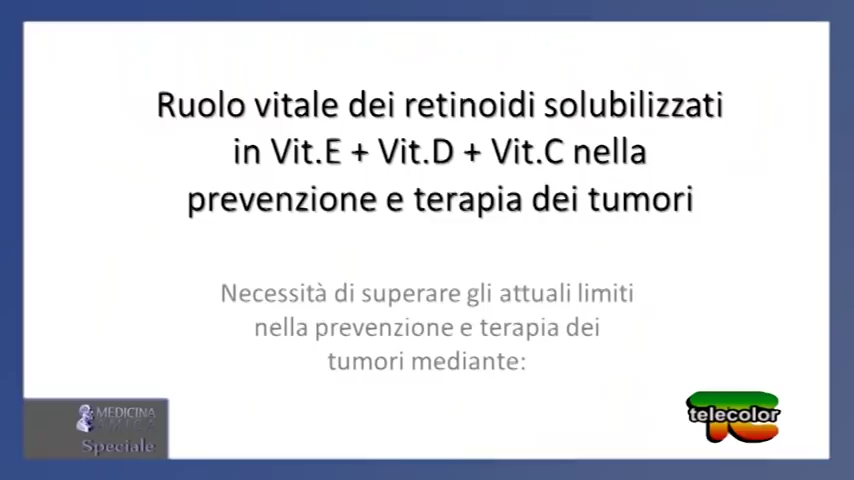 Ruolo vitale dei retinoidi solubilizzati
in Vit.E + Vit.D + Vit.C nella
prevenzione e terapia dei tumori
Necessità di superare gli attuali limiti
nella prevenzione e terapia dei
tumori mediante:
MEDICINA
AMICA
Speciale
telecolor